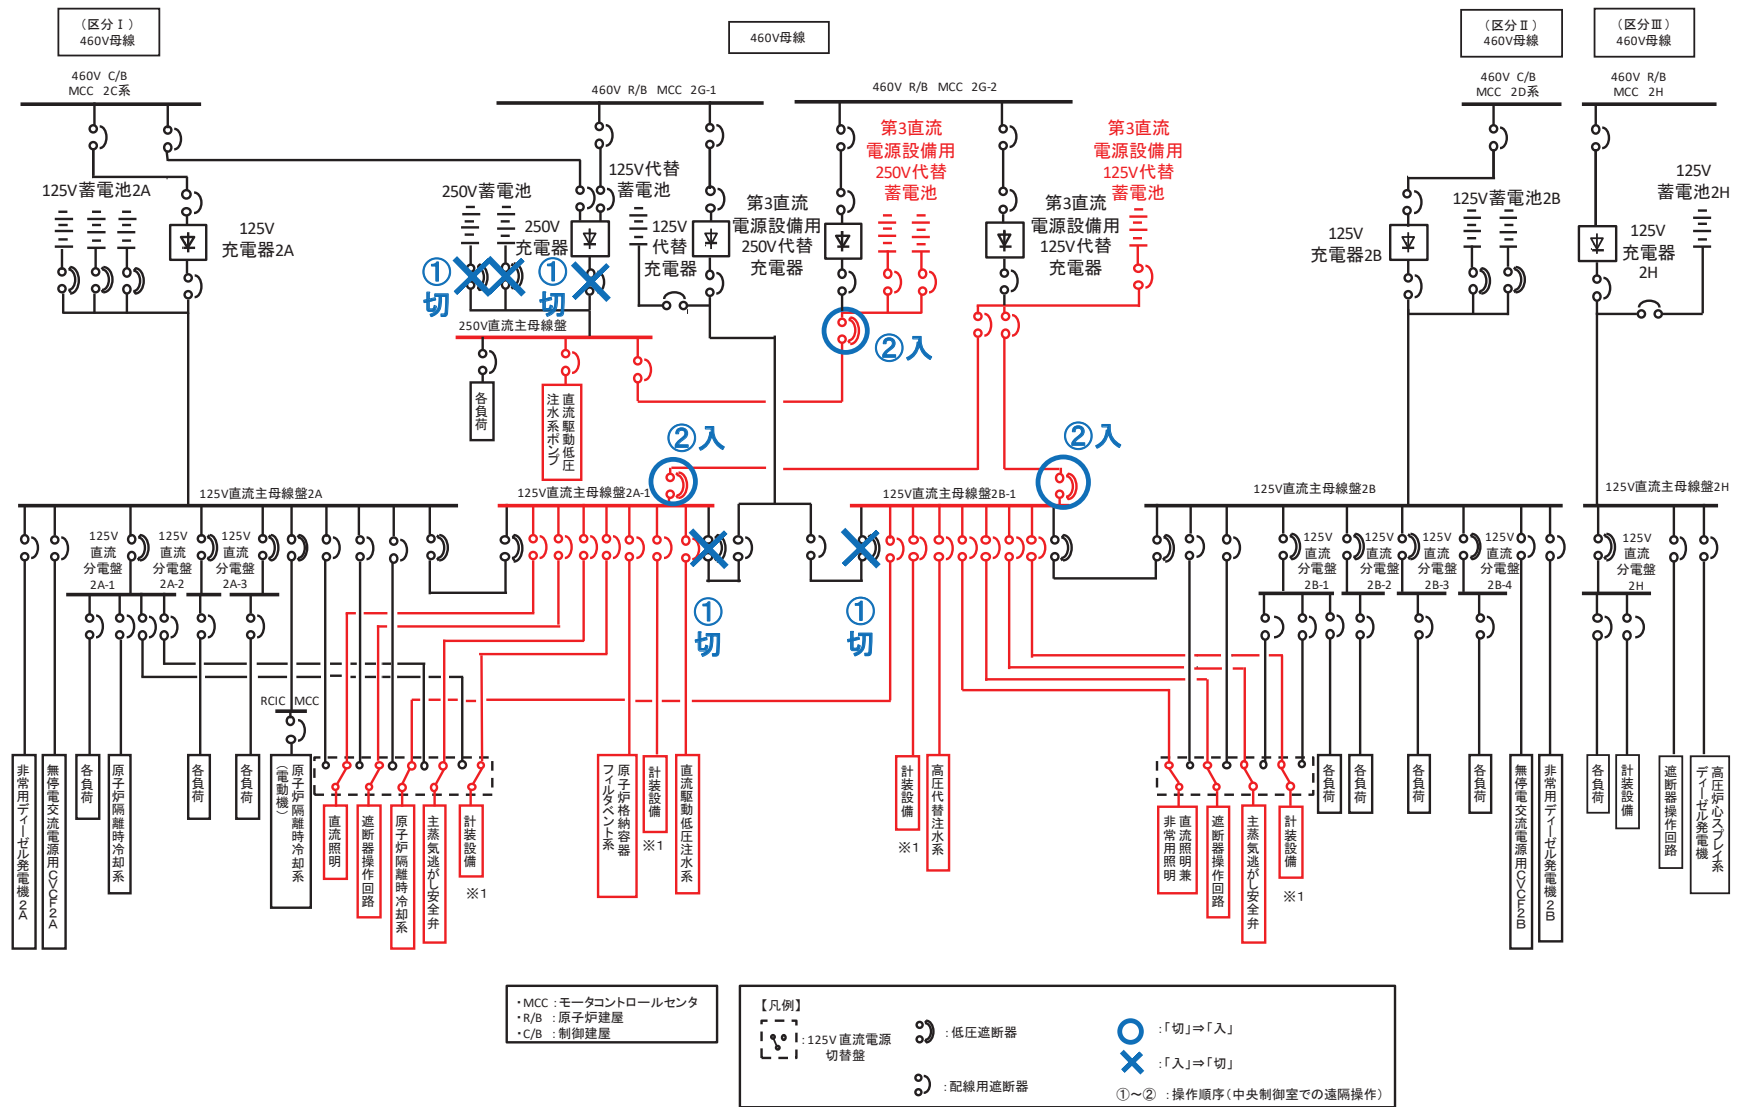 (区分Ⅰ)
460V母線
460V母線
(区分Ⅱ)
460V母線
(区分Ⅲ)
460V母線
460V C/B
MCC 2C系
460V R/B MCC 2G-1
460V R/B MCC 2G-2
460V C/B
MCC 2D系
460V R/B
MCC 2H
125V蓄電池2A
125V
充電器2A
250V蓄電池
250V
充電器
125V代替
蓄電池
125V
代替
充電器
第3直流
電源設備用
250V代替
充電器
第3直流
電源設備用
250V代替
蓄電池
第3直流
電源設備用
125V代替
充電器
第3直流
電源設備用
125V代替
蓄電池
125V
充電器2B
125V蓄電池2B
125V
充電器
2H
125V
蓄電池2H
①
切
①
切
②入
250V直流主母線盤
各負荷
直流駆動低圧
注水系ポンプ
②入
②入
125V直流主母線盤2A
125V直流主母線盤2A-1
125V直流主母線盤2B-1
125V直流主母線盤2B
125V直流主母線盤2H
125V
直流
分電盤
2A-1
125V
直流
分電盤
2A-2
125V
直流
分電盤
2A-3
125V
直流
分電盤
2B-1
125V
直流
分電盤
2B-2
125V
直流
分電盤
2B-3
125V
直流
分電盤
2B-4
125V
直流
分電盤
2H
①
切
①
切
RCIC MCC
非常用ディーゼル発電機2A
無停電交流電源用CVCF2A
各負荷
原子炉隔離時冷却系
各負荷
各負荷
原子炉隔離時冷却系
(電動機)
直流照明
遮断器操作回路
原子炉隔離時冷却系
主蒸気逃がし安全弁
計装設備
※1
原子炉格納容器
フィルタベント系
計装設備
※1
直流駆動低圧注水系
計装設備
※1
高圧代替注水系
直流照明兼
非常用照明
遮断器操作回路
主蒸気逃がし安全弁
計装設備
※1
各負荷
各負荷
各負荷
各負荷
無停電交流電源用CVCF2B
非常用ディーゼル発電機2B
各負荷
計装設備
遮断器操作回路
高圧炉心スプレイ系
ディーゼル発電機
・MCC：モータコントロールセンタ
・R/B ：原子炉建屋
・C/B ：制御建屋
【凡例】
：125V直流電源
切替盤
：低圧遮断器
：配線用遮断器
：「切」⇒「入」
：「入」⇒「切」
①～②：操作順序(中央制御室での遠隔操作)